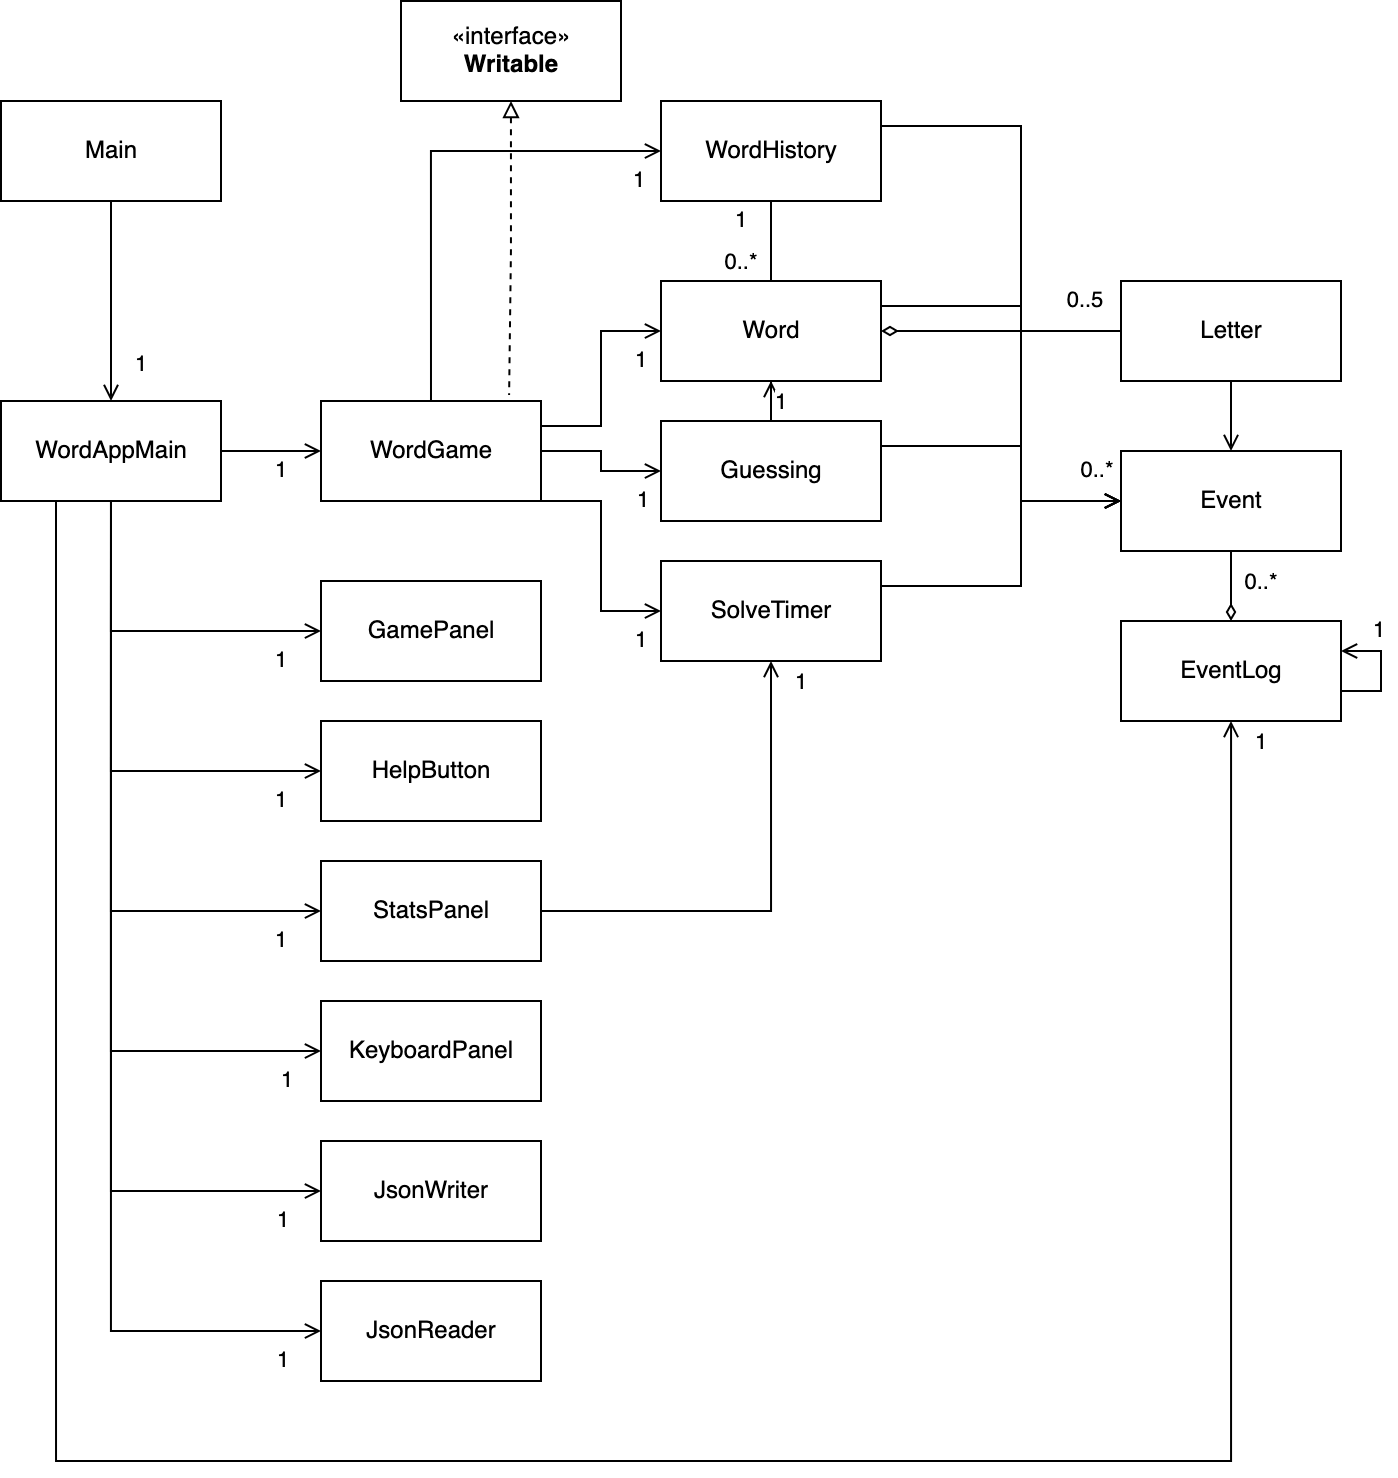 «interface»
Writable
Main
WordHistory
1
1
0..*
Word
0..5
Letter
1
1
1
WordAppMain
WordGame
1
Guessing
1
0..*
Event
0..*
GamePanel
1
SolveTimer
1
1
EventLog
1
1
HelpButton
1
StatsPanel
1
KeyboardPanel
1
JsonWriter
1
JsonReader
1